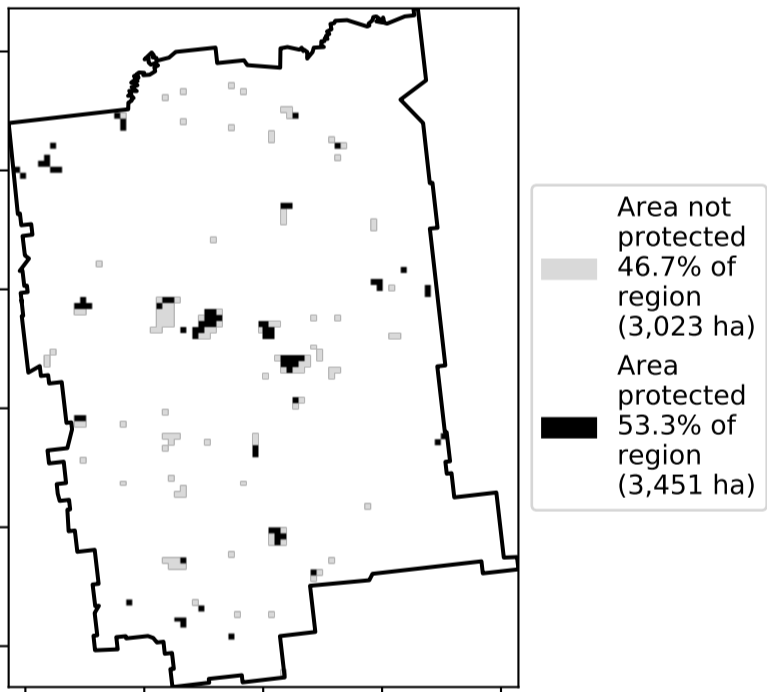 Area not
protected
46.7% of
region
(3,023 ha)
Area
protected
53.3% of
region
(3,451 ha)